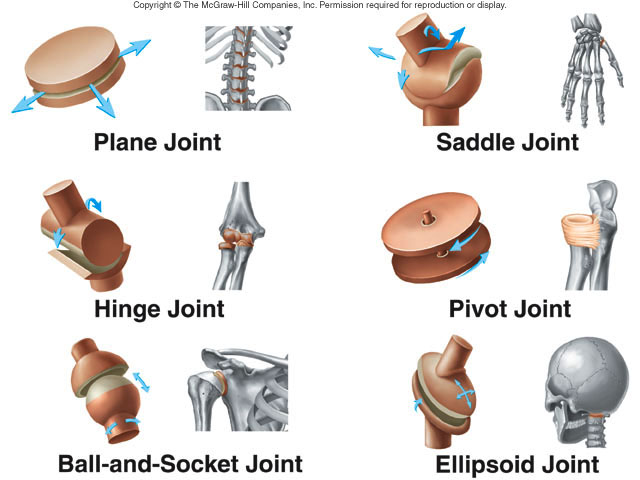 Copyright © The McGraw-Hill Companies, Inc. Permission required for reproduction or display.
Plane Joint
Saddle Joint
Hinge Joint
Pivot Joint
Ball-and-Socket Joint
Ellipsoid Joint